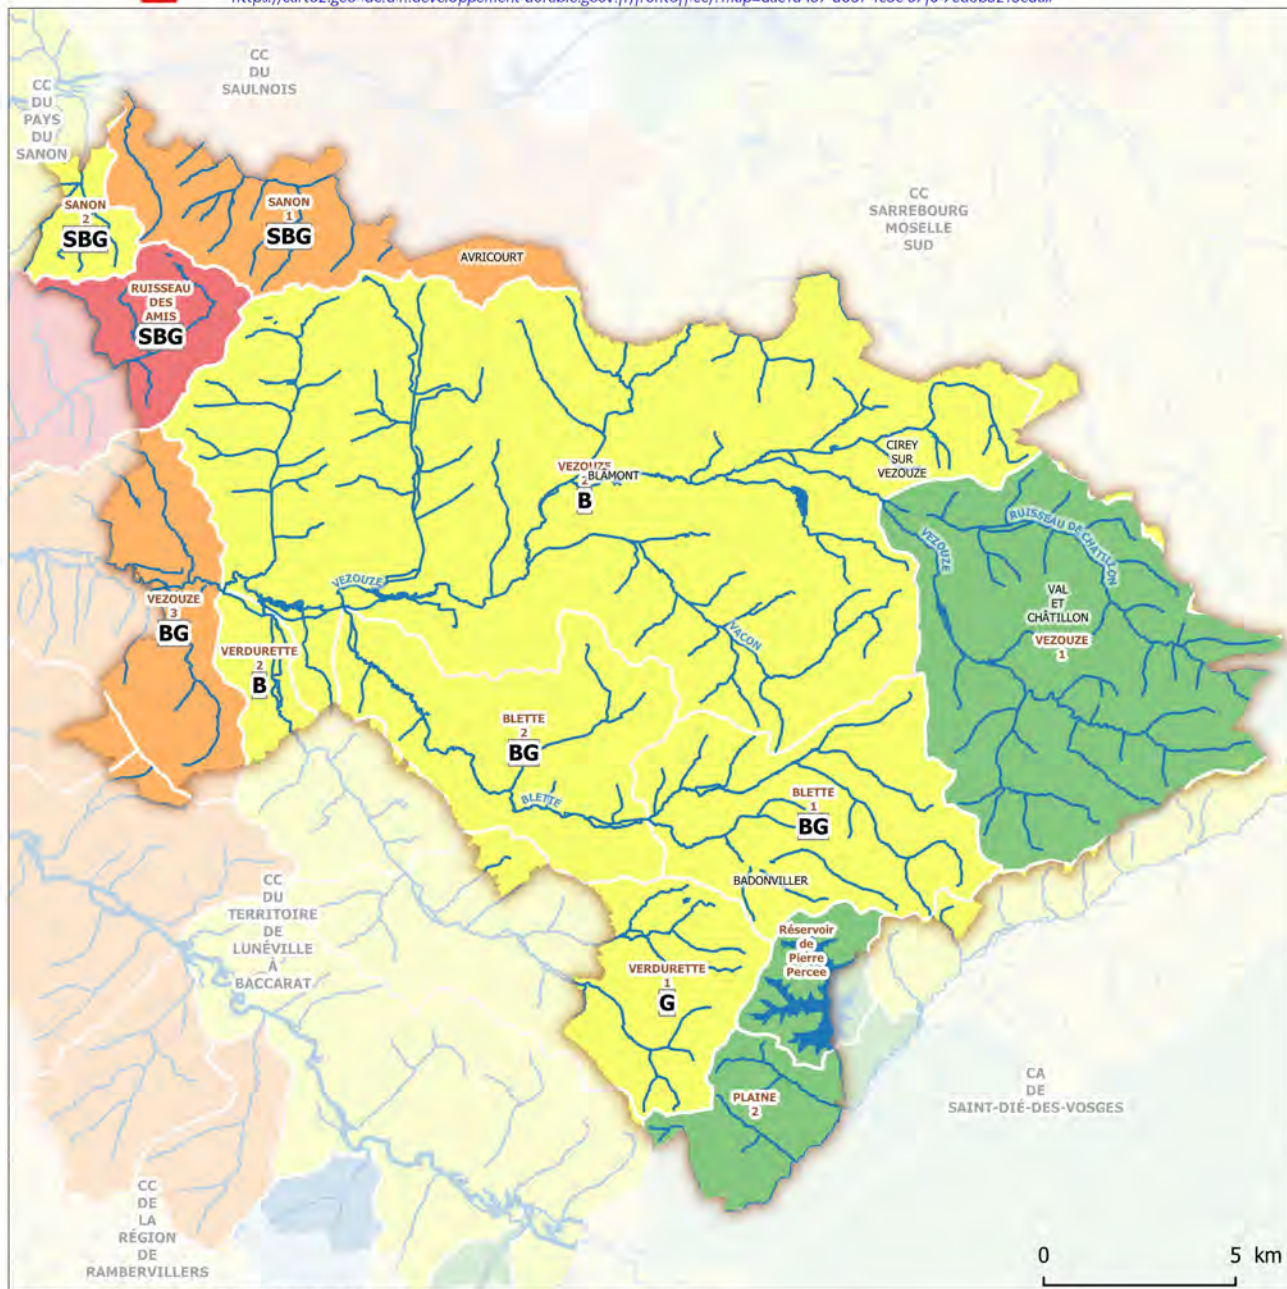 CC
DU
SAULNOIS
CC
DU
PAYS
DU
SANON
CC
SARREBOURG
MOSELLE
SUD
SANON
2
SBG
SANON
1
SBG
AVRICOURT
RUISSEAU
DES
AMIS
SBG
CIREY
SUR
VEZOUZE
VEZOUZE
2
BLÂMONT
B
RUISSEAU DE CHATILLON
VEZOUZE
VEZOUZE
VAL
ET
CHÂTILLON
VEZOUZE
1
VEZOUZE
3
BG
VERDURETTE
2
B
VACON
BLETTE
2
BG
BLETTE
BLETTE
1
BG
BADONVILLER
CC
DU
TERRITOIRE
DE
LUNÉVILLE
À
BACCARAT
Réservoir
de
Pierre
Percee
VERDURETTE
1
G
PLAINE
2
CA
DE
SAINT-DIÉ-DES-VOSGES
CC
DE
LA
RÉGION
DE
RAMBERVILLERS
0 5 km